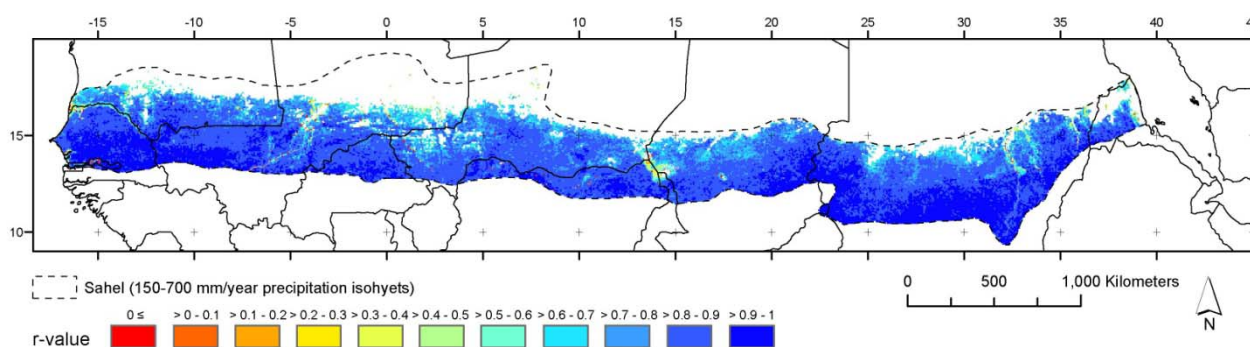 -15 -10 -5 0 5 10 15 20 25 30 35 40 45
15 15
10 10
Sahel (150-700 mm/year precipitation isohyets)
0 500 1,000 Kilometers
N
0 ≤ > 0 - 0.1 > 0.1 - 0.2 > 0.2 - 0.3 > 0.3 - 0.4 > 0.4 - 0.5 > 0.5 - 0.6 > 0.6 - 0.7 > 0.7 - 0.8 > 0.8 - 0.9 > 0.9 - 1
r-value